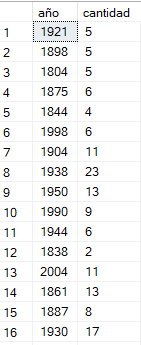 año cantidad
1 1921 5
2 1898 5
3 1804 5
4 1875 6
5 1844 4
6 1998 6
7 1904 11
8 1938 23
9 1950 13
10 1990 9
11 1944 6
12 1838 2
13 2004 11
14 1861 13
15 1887 8
16 1930 17